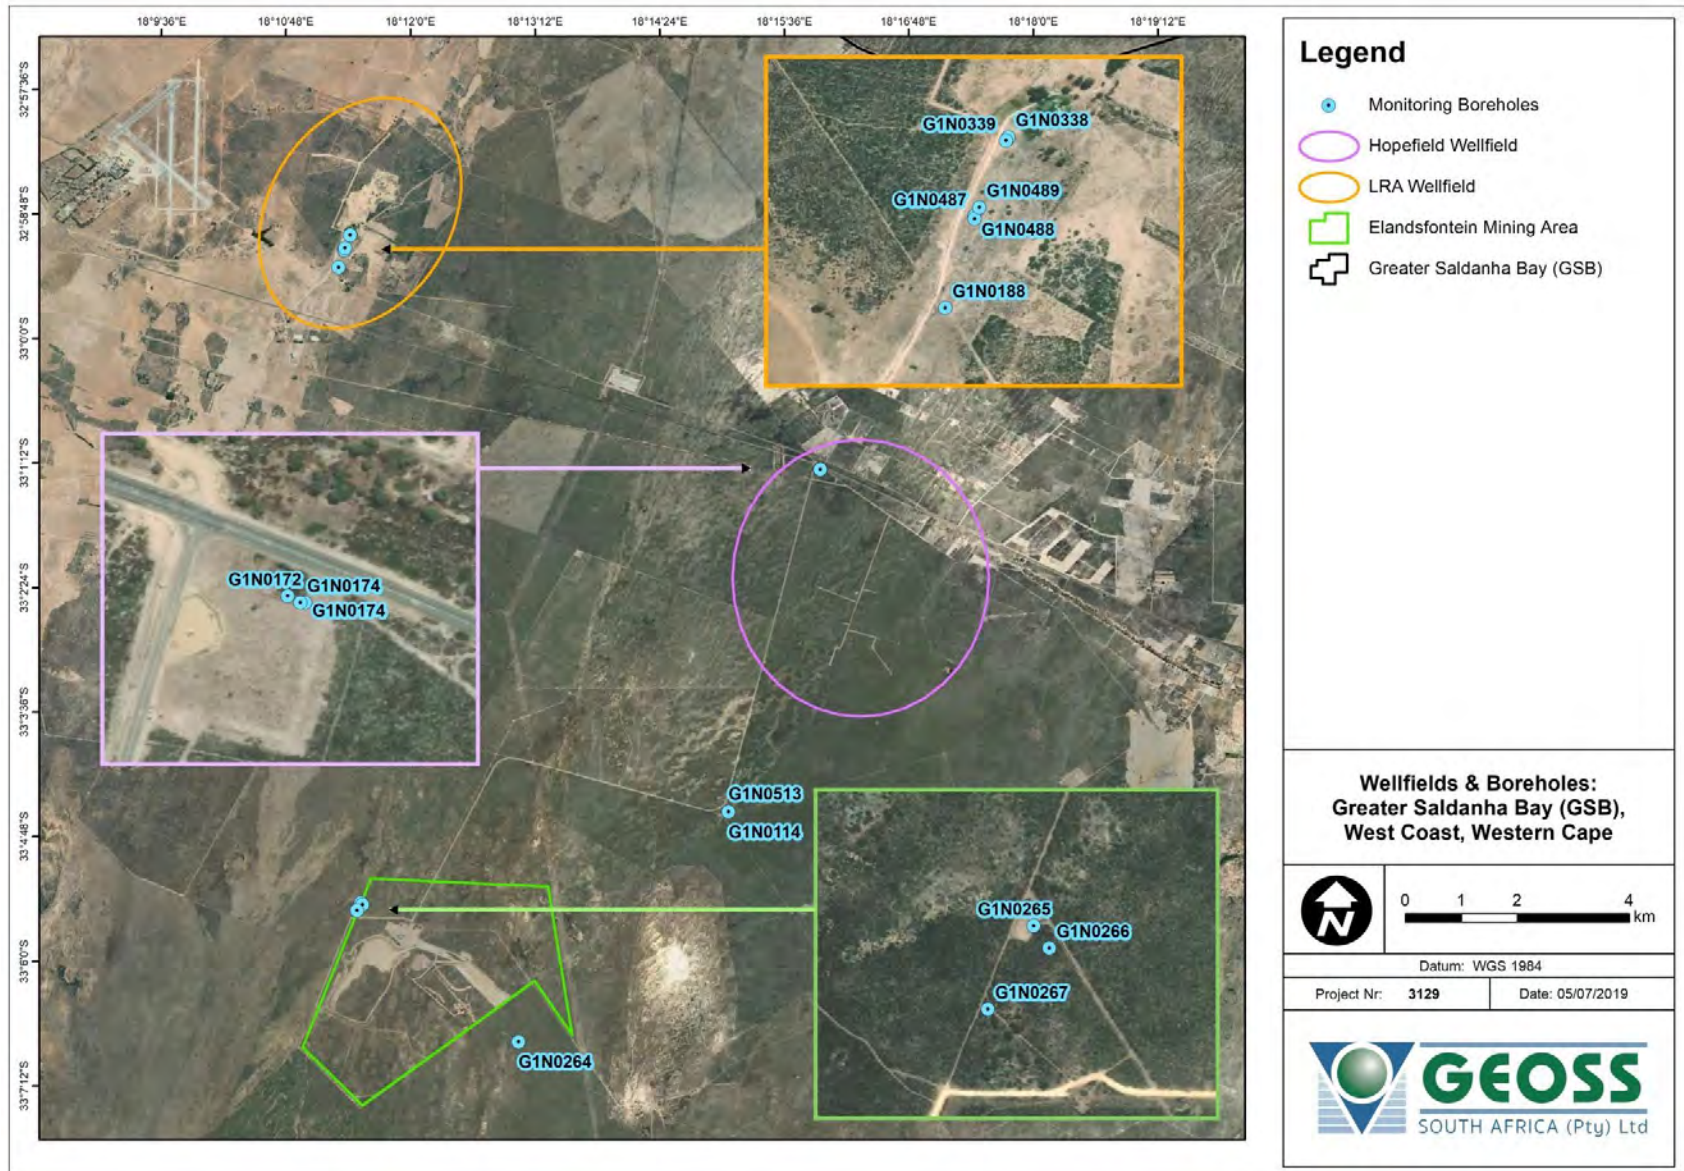 18°9'36"E
18°10'48"E
18°12'0"E
18°13'12"E
18°14'24"E
18°15'36"E
18°16'48"E
18°18'0"E
18°19'12"E
32°57'36"S
32°58'48"S
33°0'0"S
33°1'12"S
33°2'24"S
33°3'36"S
33°4'48"S
33°6'0"S
33°7'12"S
G1N0339
G1N0338
G1N0489
G1N0487
G1N0488
G1N0188
G1N0172
G1N0174
G1N0174
G1N0513
G1N0114
G1N0265
G1N0266
G1N0267
G1N0264
Legend
Monitoring Boreholes
Hopefield Wellfield
LRA Wellfield
Elandsfontein Mining Area
Greater Saldanha Bay (GSB)
Wellfields & Boreholes:
Greater Saldanha Bay (GSB),
West Coast, Western Cape
N
0 1 2 4
km
Datum: WGS 1984
Project Nr: 3129
Date: 05/07/2019
GEOSS
SOUTH AFRICA (Pty) Ltd